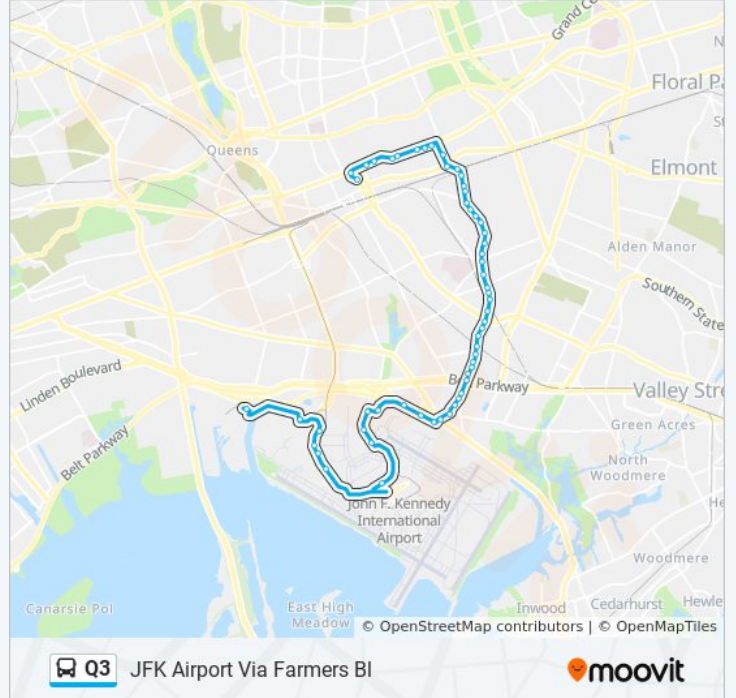 Grand Ce
N
Floral Pa
St
Queens
Elmont
Alden Manor
Southern State
Linden Boulevard
Belt Parkway
Valley Stre
Green Acres
Belt Parkway
North
Woodmere
He
John F. Kennedy
International
Airport
Woodmere
Canarsie Pol
East High
Meadow
Inwood
Cedarhurst
Hewle
© OpenStreetMap contributors | © OpenMapTiles
Q3 JFK Airport Via Farmers Bl
moovit